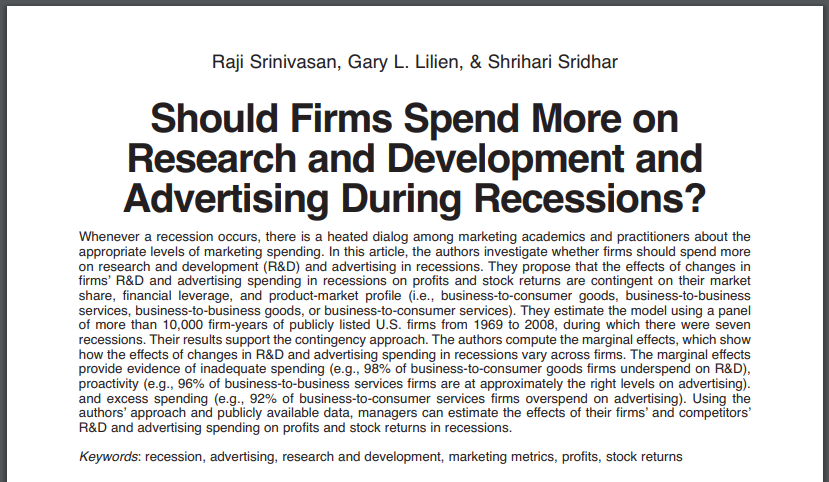 Raji Srinivasan, Gary L. Lilien, & Shrihari Sridhar
Should Firms Spend More on
Research and Development and
Advertising During Recessions?
Whenever a recession occurs, there is a heated dialog among marketing academics and practitioners about the
appropriate levels of marketing spending. In this article, the authors investigate whether firms should spend more
on research and development (R&D) and advertising in recessions. They propose that the effects of changes in
firms’ R&D and advertising spending in recessions on profits and stock returns are contingent on their market
share, financial leverage, and product-market profile (i.e., business-to-consumer goods, business-to-business
services, business-to-business goods, or business-to-consumer services). They estimate the model using a panel
of more than 10,000 firm-years of publicly listed U.S. firms from 1969 to 2008, during which there were seven
recessions. Their results support the contingency approach. The authors compute the marginal effects, which show
how the effects of changes in R&D and advertising spending in recessions vary across firms. The marginal effects
provide evidence of inadequate spending (e.g., 98% of business-to-consumer goods firms underspend on R&D),
proactivity (e.g., 96% of business-to-business services firms are at approximately the right levels on advertising).
and excess spending (e.g., 92% of business-to-consumer services firms overspend on advertising). Using the
authors’ approach and publicly available data, managers can estimate the effects of their firms’ and competitors’
R&D and advertising spending on profits and stock returns in recessions.
Keywords: recession, advertising, research and development, marketing metrics, profits, stock returns